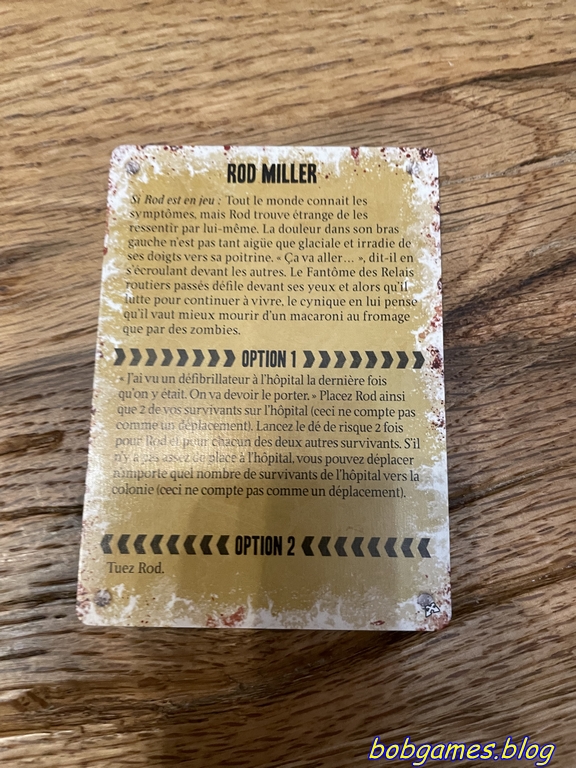 ROD MILLER
Si Rod est en jeu : Tout le monde connait les
symptômes, mais Rod trouve étrange de les
ressentir par lui-même. La douleur dans son bras
gauche n'est pas tant aigüe que glaciale et irradie de
ses doigts vers sa poitrine. « Ça va aller… », dit-il en
s'écroulant devant les autres. Le Fantôme des Relais
routiers passés défile devant ses yeux et alors qu'il
lutte pour continuer à vivre, le cynique en lui pense
qu'il vaut mieux mourir d'un macaroni au fromage
que par des zombies.
OPTION 1
« J'ai vu un défibrillateur à l'hôpital la dernière fois
qu'on y était. On va devoir le porter. » Placez Rod ainsi
que 2 de vos survivants sur l'hôpital (ceci ne compte pas
comme un déplacement). Lancez le dé de risque 2 fois
pour Rod et pour chacun des deux autres survivants. S'il
n'y a pas assez de place à l'hôpital, vous pouvez déplacer
n'importe quel nombre de survivants de l'hôpital vers la
colonie (ceci ne compte pas comme un déplacement).
OPTION 2
Tuez Rod.
bobgames.blog